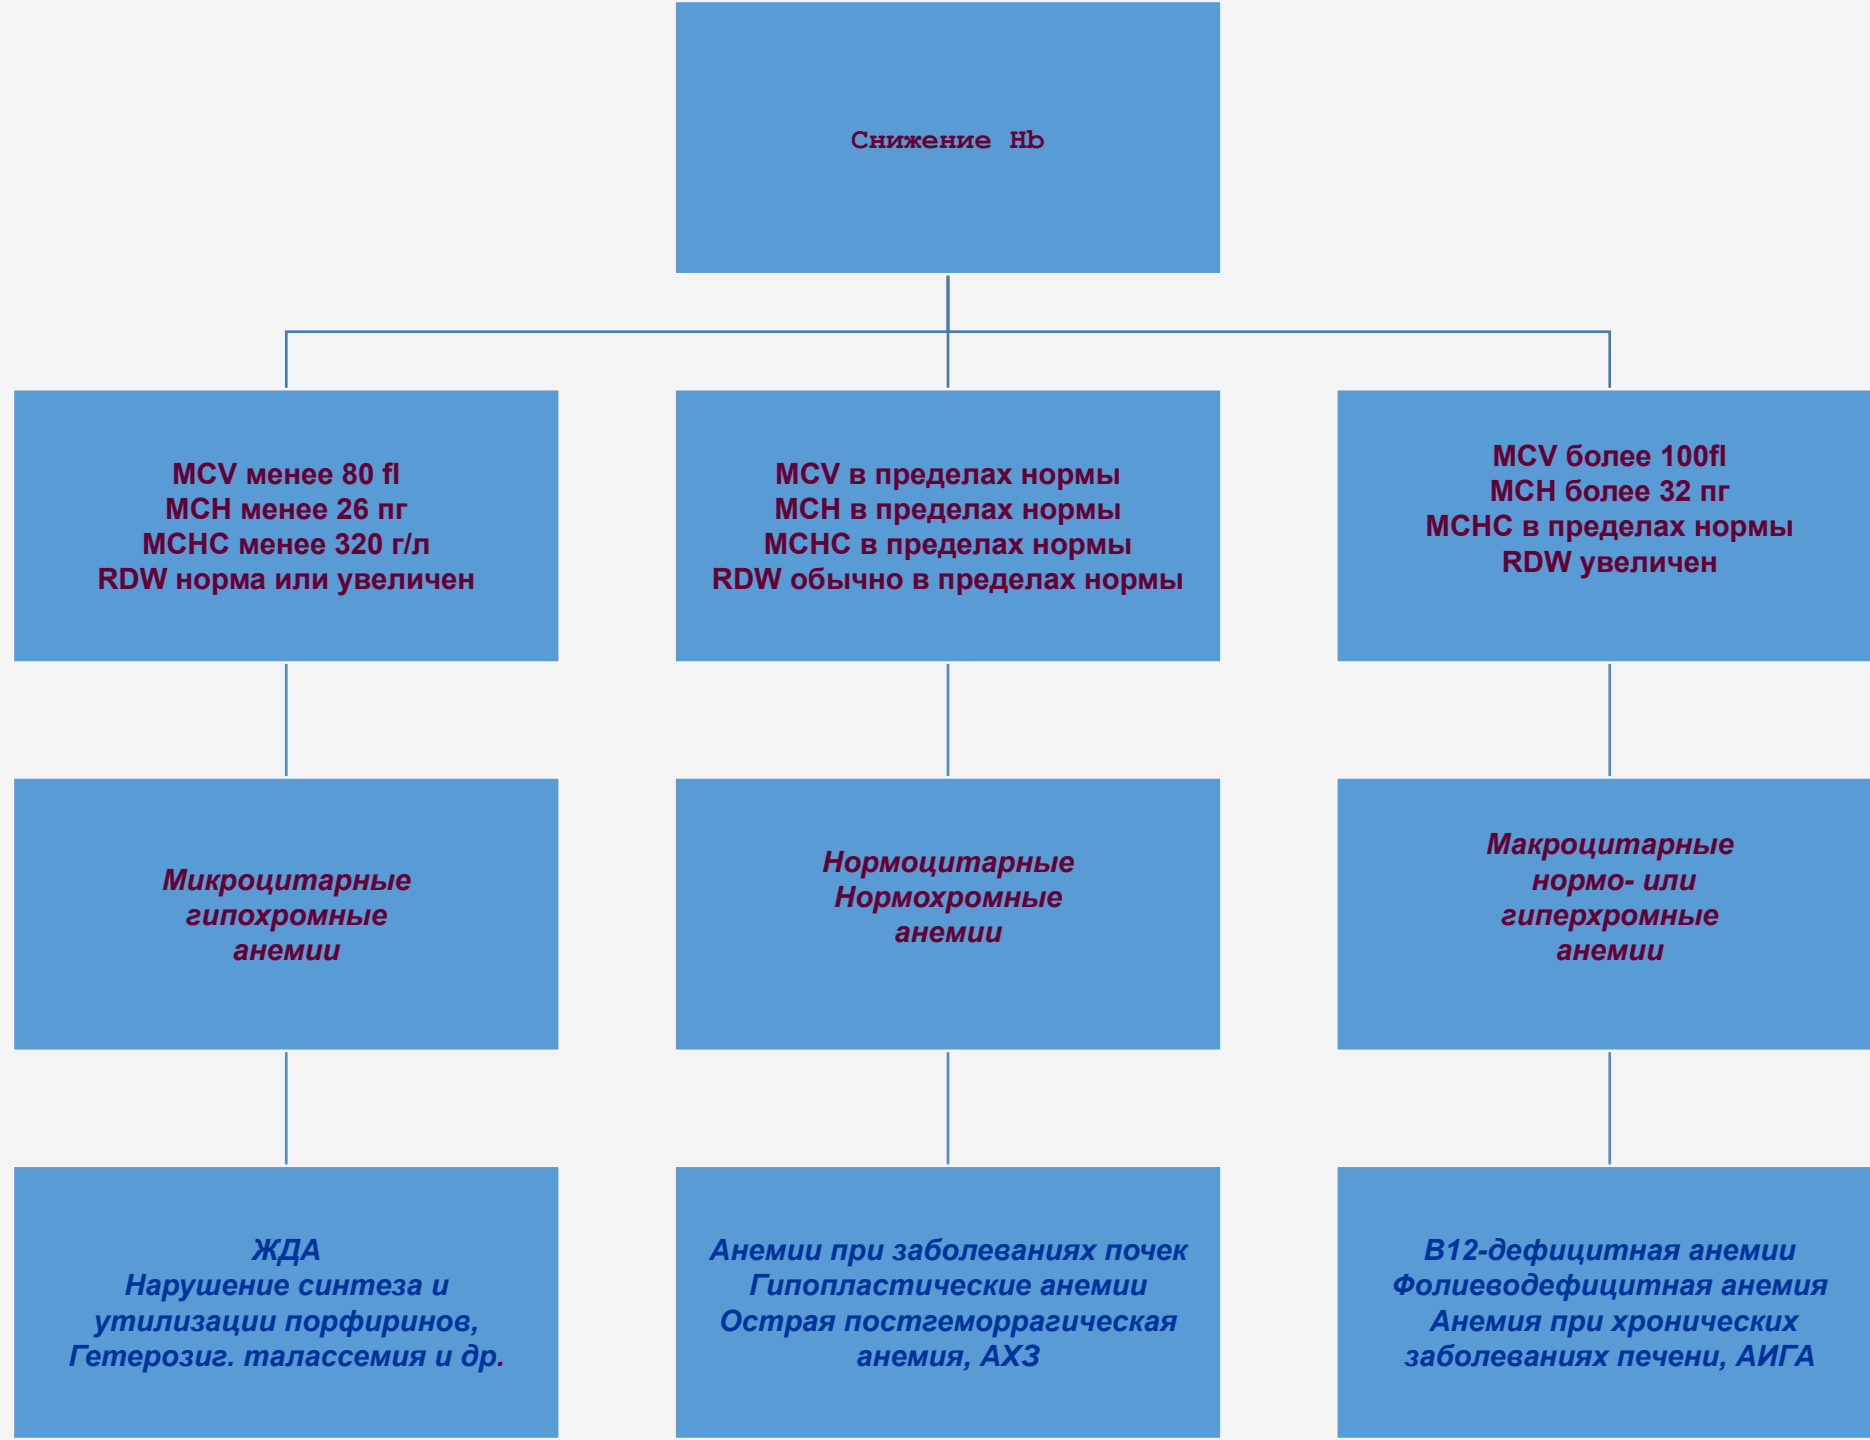 Снижение Hb
MCV менее 80 fl
MCH менее 26 пг
MCHC менее 320 г/л
RDW норма или увеличен
MCV в пределах нормы
MCH в пределах нормы
MCHC в пределах нормы
RDW обычно в пределах нормы
MCV более 100fl
MCH более 32 пг
MCHC в пределах нормы
RDW увеличен
Микроцитарные
гипохромные
анемии
Нормоцитарные
Нормохромные
анемии
Макроцитарные
нормо- или
гиперхромные
анемии
ЖДА
Нарушение синтеза и
утилизации порфиринов,
Гетерозиг. талассемия и др.
Анемии при заболеваниях почек
Гипопластические анемии
Острая постгеморрагическая
анемия, АХЗ
В12-дефицитная анемии
Фолиеводефицитная анемия
Анемия при хронических
заболеваниях печени, АИГА